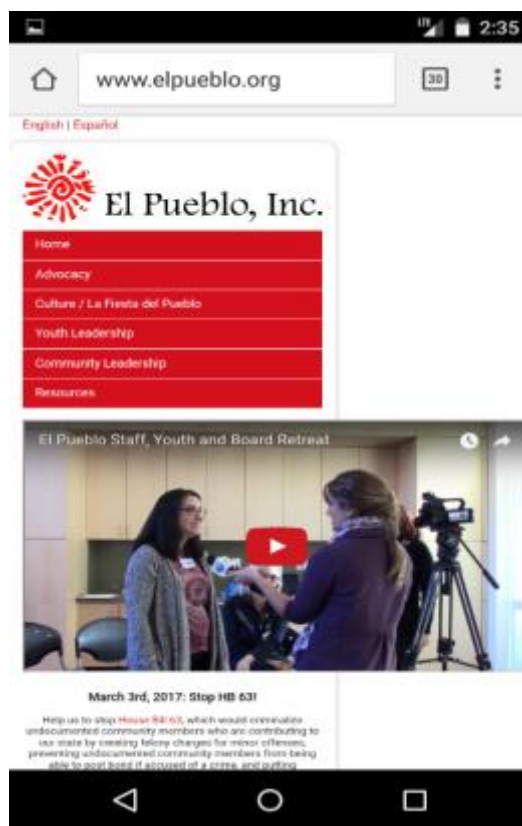 LTE 2:35
www.elpueblo.org 30
English | Español
El Pueblo, Inc.
Home
Advocacy
Culture / La Fiesta del Pueblo
Youth Leadership
Community Leadership
Resources
El Pueblo Staff, Youth and Board Retreat
March 3rd, 2017: Stop HB 63!
Help us to stop House Bill 63, which would criminalize
undocumented community members who are contributing to
our state by creating felony charges for minor offenses,
preventing undocumented community members from being
able to post bond if accused of a crime, and putting